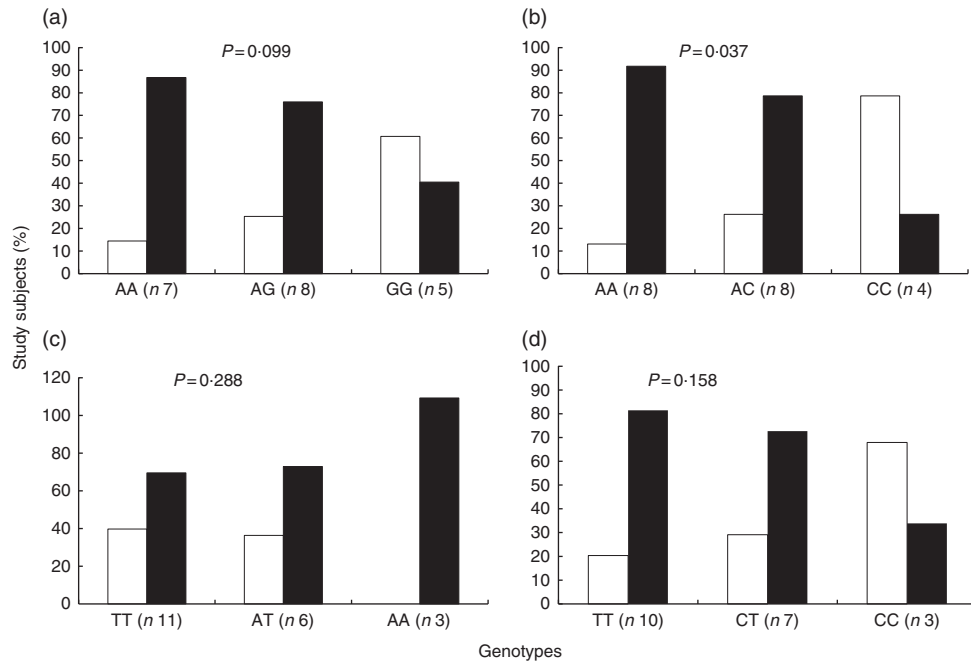 (a)
P=0·099
100
90
80
70
60
50
40
30
20
10
0
AA (n 7) AG (n 8) GG (n 5)
(b)
P=0·037
100
90
80
70
60
50
40
30
20
10
0
AA (n 8) AC (n 8) CC (n 4)
Study subjects (%)
(c)
P=0·288
120
100
80
60
40
20
0
TT (n 11) AT (n 6) AA (n 3)
(d)
P=0·158
100
90
80
70
60
50
40
30
20
10
0
TT (n 10) CT (n 7) CC (n 3)
Genotypes